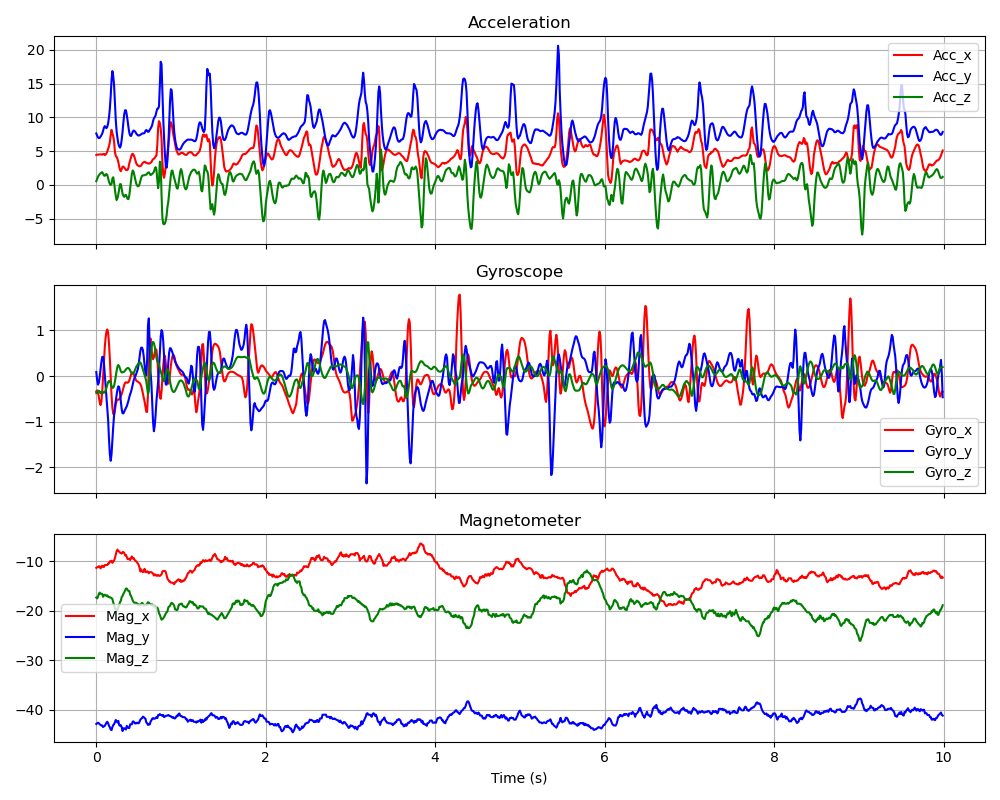 Acceleration
20
15
10
5
0
−5
Acc_x
Acc_y
Acc_z
Gyroscope
1
0
−1
−2
Gyro_x
Gyro_y
Gyro_z
Magnetometer
−10
−20
−30
−40
Mag_x
Mag_y
Mag_z
0 2 4 6 8 10
Time (s)